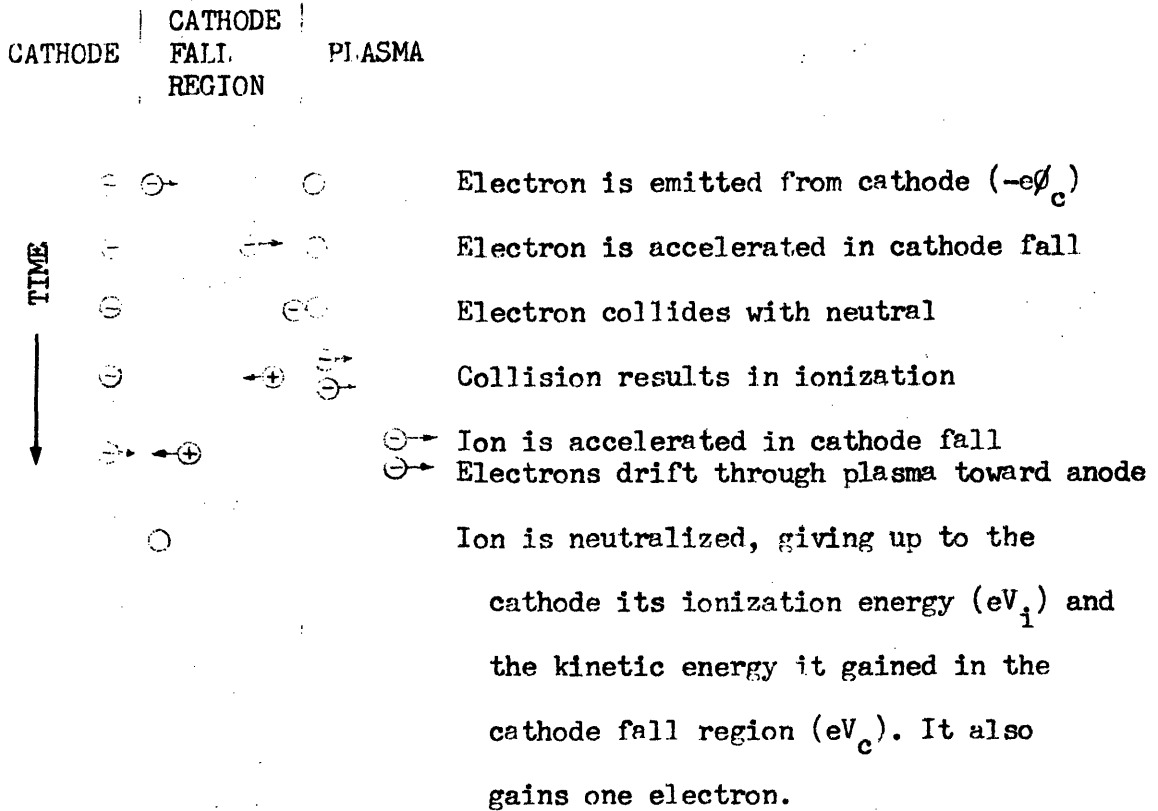 CATHODE
CATHODE FALL PLASMA
REGION
TIME
Electron is emitted from cathode (-eϕ_c)
Electron is accelerated in cathode fall
Electron collides with neutral
Collision results in ionization
Ion is accelerated in cathode fall
Electrons drift through plasma toward anode
Ion is neutralized, giving up to the
cathode its ionization energy (eV_i) and
the kinetic energy it gained in the
cathode fall region (eV_c). It also
gains one electron.